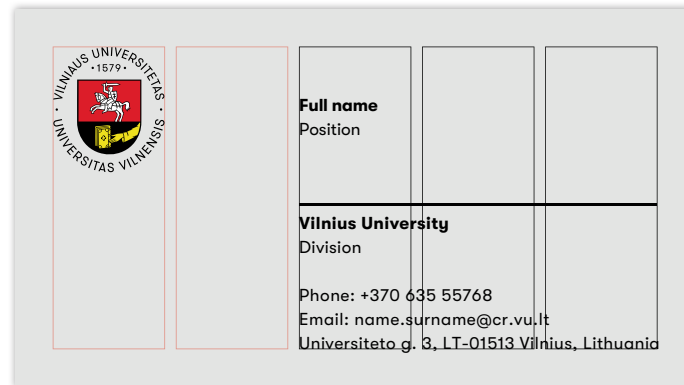 VILNIAUS UNIVERSITETAS
·1579·
UNIVERSITAS VILNENSIS
Full name
Position
Vilnius University
Division
Phone: +370 635 55768
Email: name.surname@cr.vu.lt
Universiteto g. 3, LT-01513 Vilnius, Lithuania